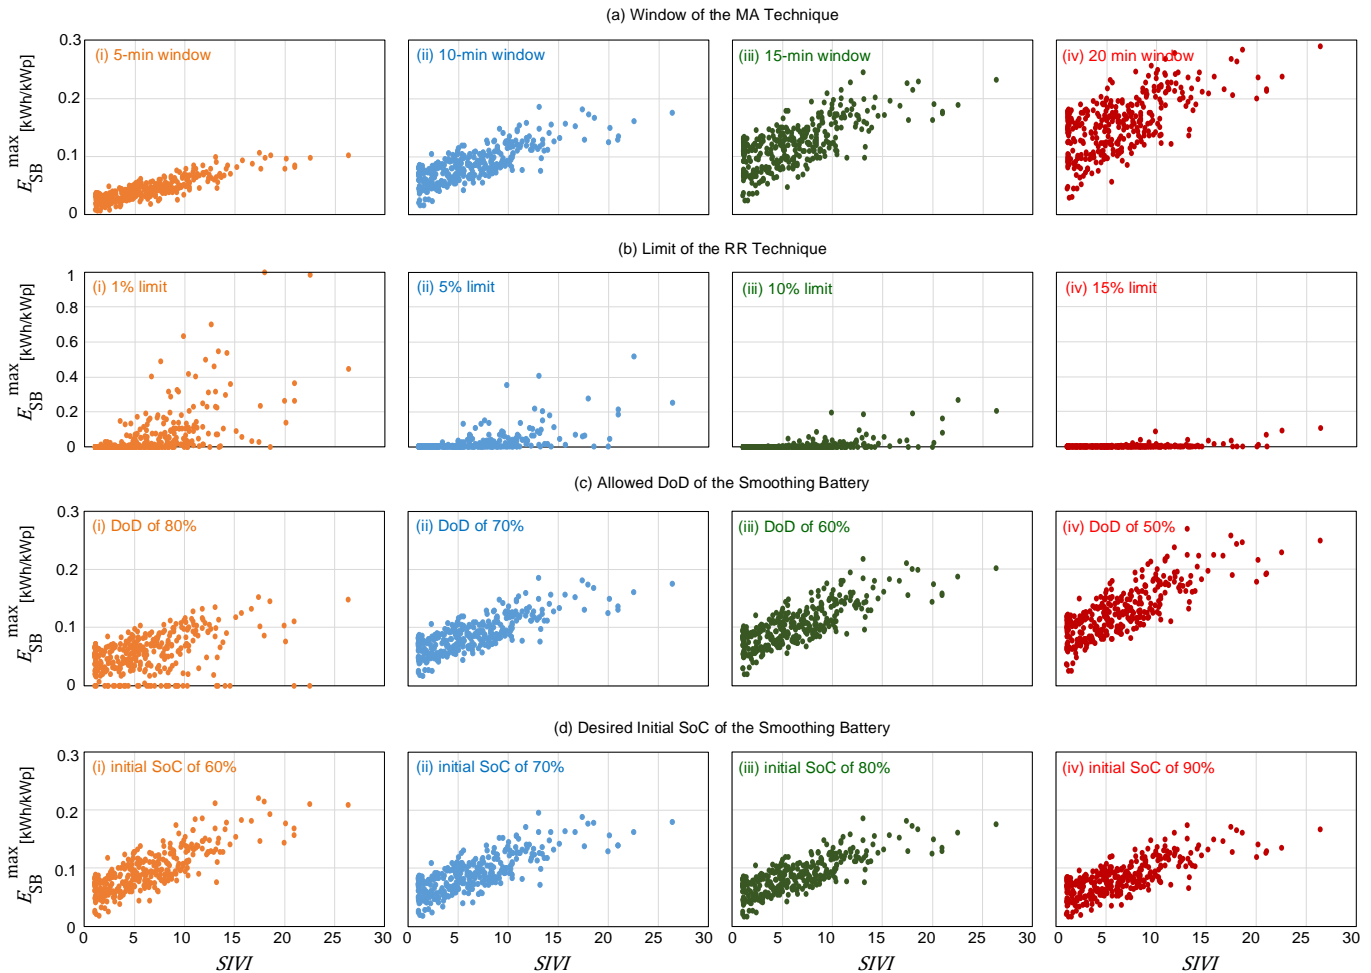 (a) Window of the MA Technique
E SB max [kWh/kWp]
0.3
0.2
0.1
0
(i) 5-min window
(ii) 10-min window
(iii) 15-min window
(iv) 20 min window
(b) Limit of the RR Technique
E SB max [kWh/kWp]
1
0.8
0.6
0.4
0.2
0
(i) 1% limit
(ii) 5% limit
(iii) 10% limit
(iv) 15% limit
(c) Allowed DoD of the Smoothing Battery
E SB max [kWh/kWp]
0.3
0.2
0.1
0
(i) DoD of 80%
(ii) DoD of 70%
(iii) DoD of 60%
(iv) DoD of 50%
(d) Desired Initial SoC of the Smoothing Battery
E SB max [kWh/kWp]
0.3
0.2
0.1
0
(i) initial SoC of 60%
(ii) initial SoC of 70%
(iii) initial SoC of 80%
(iv) initial SoC of 90%
0 5 10 15 20 25 30
0 5 10 15 20 25 30
0 5 10 15 20 25 30
0 5 10 15 20 25 30
SIVI
SIVI
SIVI
SIVI